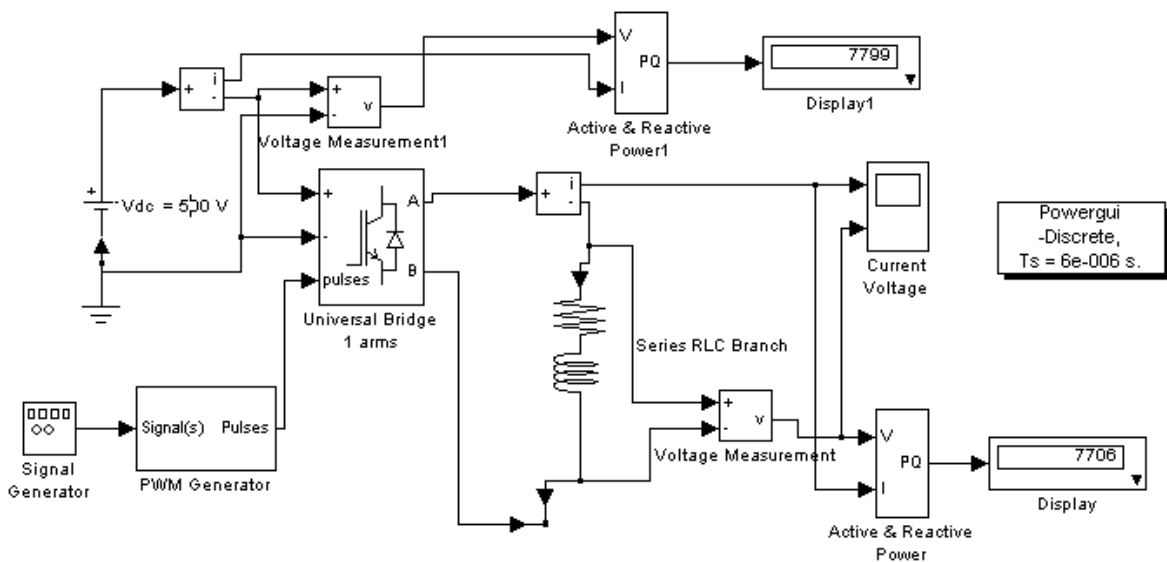 7799
Display1
V
PQ
I
Active & Reactive
Power1
+
i
-
+
v
-
Voltage Measurement1
+
Vdc = 500 V
+
A
-
B
pulses
Universal Bridge
1 arms
+
i
-
Current
Voltage
Powergui
-Discrete,
Ts = 6e-006 s.
Series RLC Branch
+
v
-
Voltage Measurement
Signal(s)
Pulses
Signal
Generator
PWM Generator
V
PQ
I
Active & Reactive
Power
7706
Display